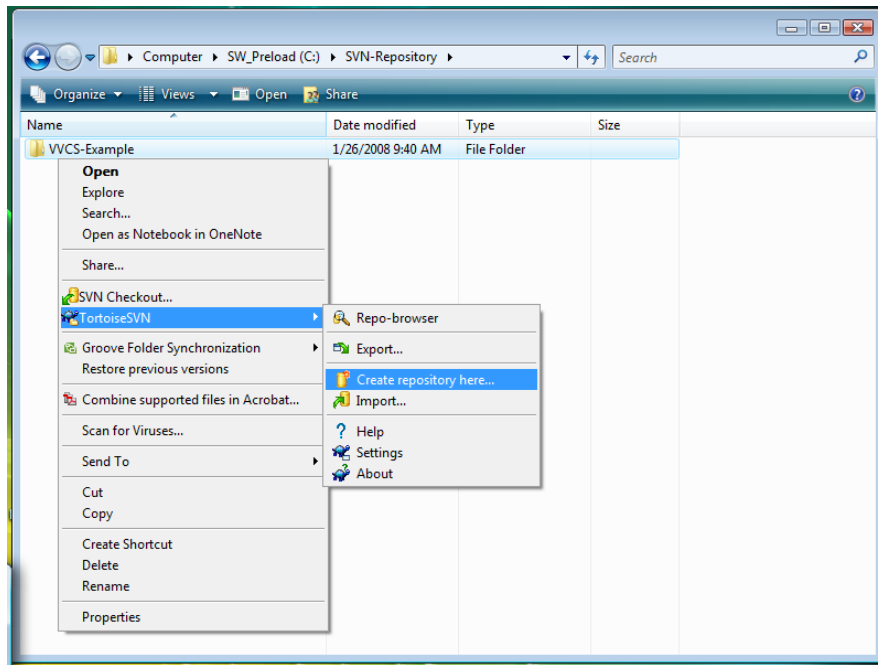 Computer SW_Preload (C:) SVN-Repository Search
Organize Views Open Share
Name Date modified Type Size
VVCS-Example 1/26/2008 9:40 AM File Folder
Open
Explore
Search...
Open as Notebook in OneNote
Share...
SVN Checkout...
TortoiseSVN
Groove Folder Synchronization
Restore previous versions
Combine supported files in Acrobat...
Scan for Viruses...
Send To
Cut
Copy
Create Shortcut
Delete
Rename
Properties
Repo-browser
Export...
Create repository here...
Import...
Help
Settings
About